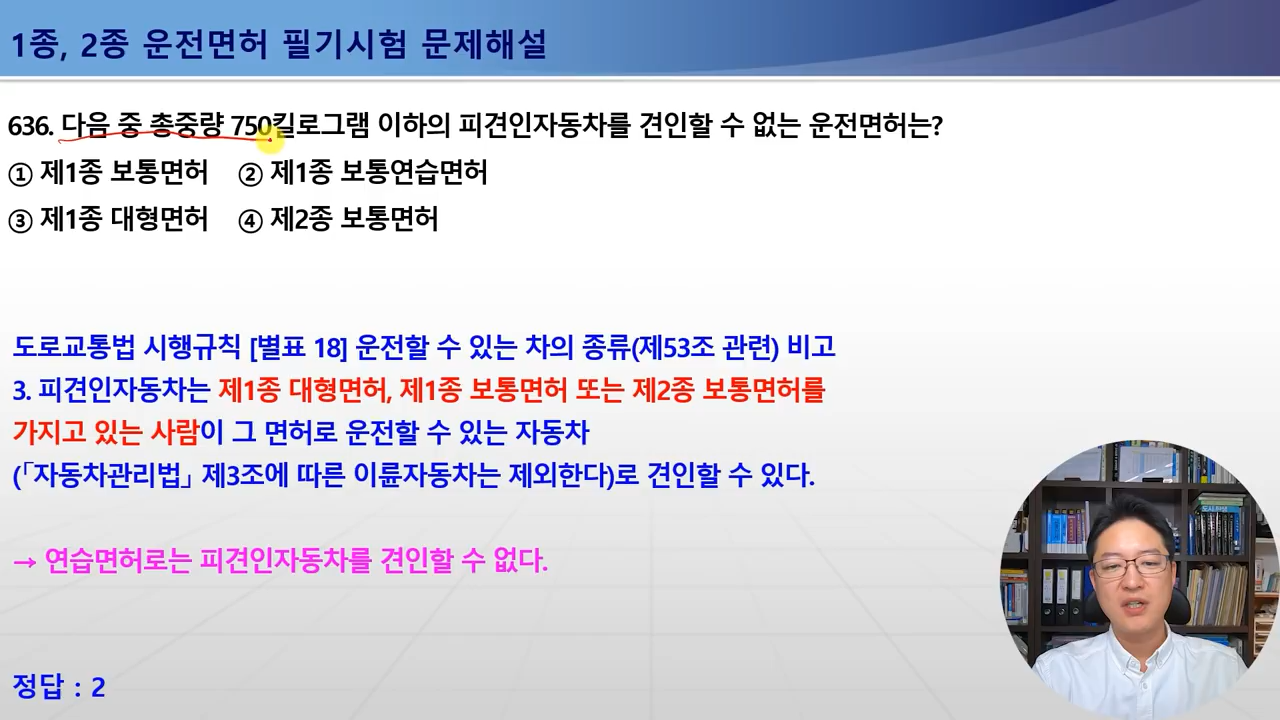 1종, 2종 운전면허 필기시험 문제해설
636. 다음 중 총중량 750킬로그램 이하의 피견인자동차를 견인할 수 없는 운전면허는?
① 제1종 보통면허 ② 제1종 보통연습면허
③ 제1종 대형면허 ④ 제2종 보통면허
도로교통법 시행규칙 [별표 18] 운전할 수 있는 차의 종류(제53조 관련) 비고
3. 피견인자동차는 제1종 대형면허, 제1종 보통면허 또는 제2종 보통면허를
가지고 있는 사람이 그 면허로 운전할 수 있는 자동차
(「자동차관리법」 제3조에 따른 이륜자동차는 제외한다)로 견인할 수 있다.
→ 연습면허로는 피견인자동차를 견인할 수 없다.
정답 : 2